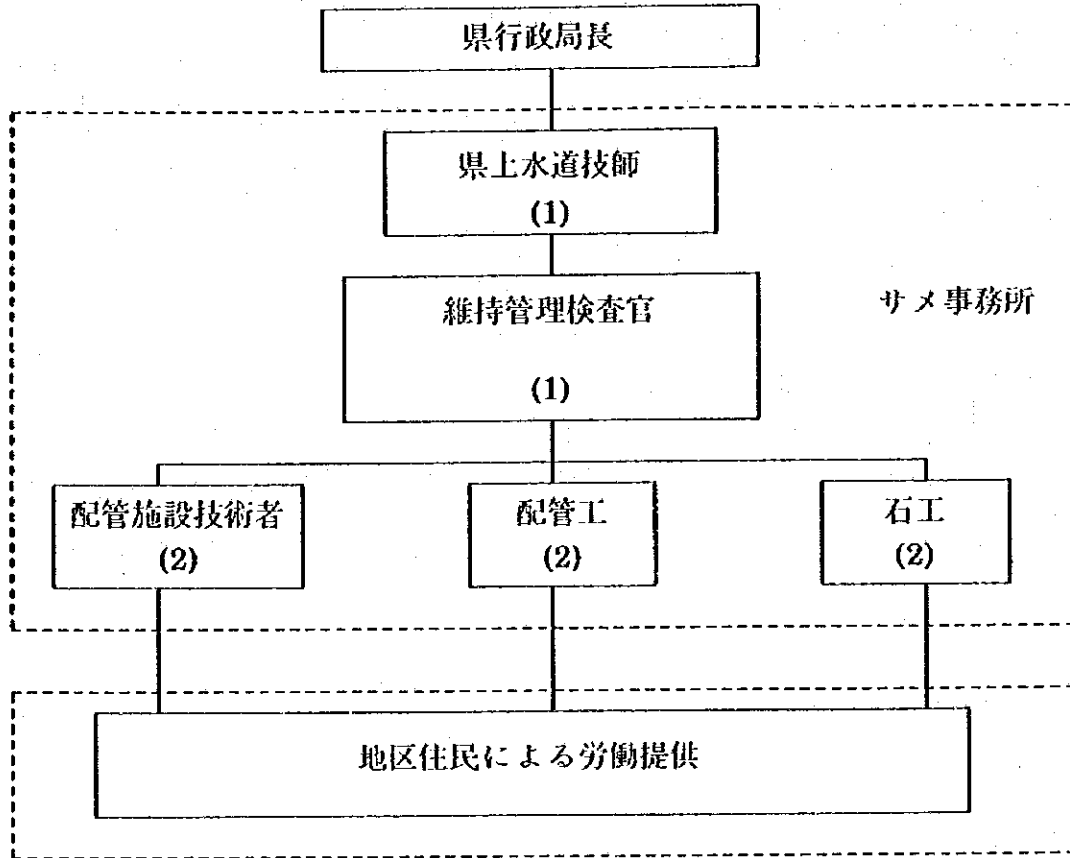 県行政局長
県上水道技師
(1)
維持管理検査官
(1)
サメ事務所
配管施設技術者
(2)
配管工
(2)
石工
(2)
地区住民による労働提供